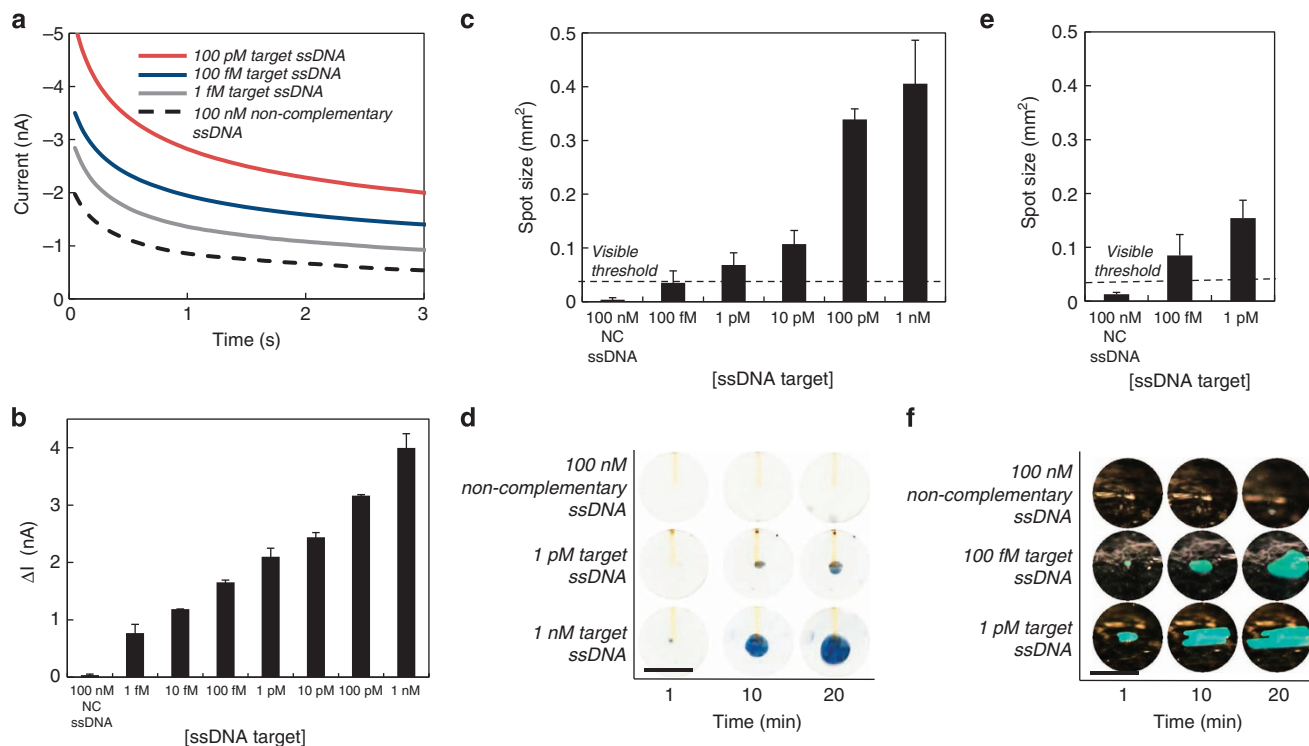 a
Current (nA)
–5
–4
–3
–2
–1
0
0
1
2
3
Time (s)
100 pM target ssDNA
100 fM target ssDNA
1 fM target ssDNA
100 nM non-complementary
ssDNA
b
ΔI (nA)
4
3
2
1
0
100 nM
NC
ssDNA
1 fM
10 fM
100 fM
1 pM
10 pM
100 pM
1 nM
[ssDNA target]
c
Spot size (mm²)
0.5
0.4
0.3
0.2
0.1
0
Visible
threshold
100 nM
NC
ssDNA
100 fM
1 pM
10 pM
100 pM
1 nM
[ssDNA target]
d
100 nM
non-complementary
ssDNA
1 pM target
ssDNA
1 nM target
ssDNA
1
10
20
Time (min)
e
Spot size (mm²)
0.5
0.4
0.3
0.2
0.1
0
Visible
threshold
100 nM
NC
ssDNA
100 fM
1 pM
[ssDNA target]
f
100 nM
non-complementary
ssDNA
100 fM target
ssDNA
1 pM target
ssDNA
1
10
20
Time (min)